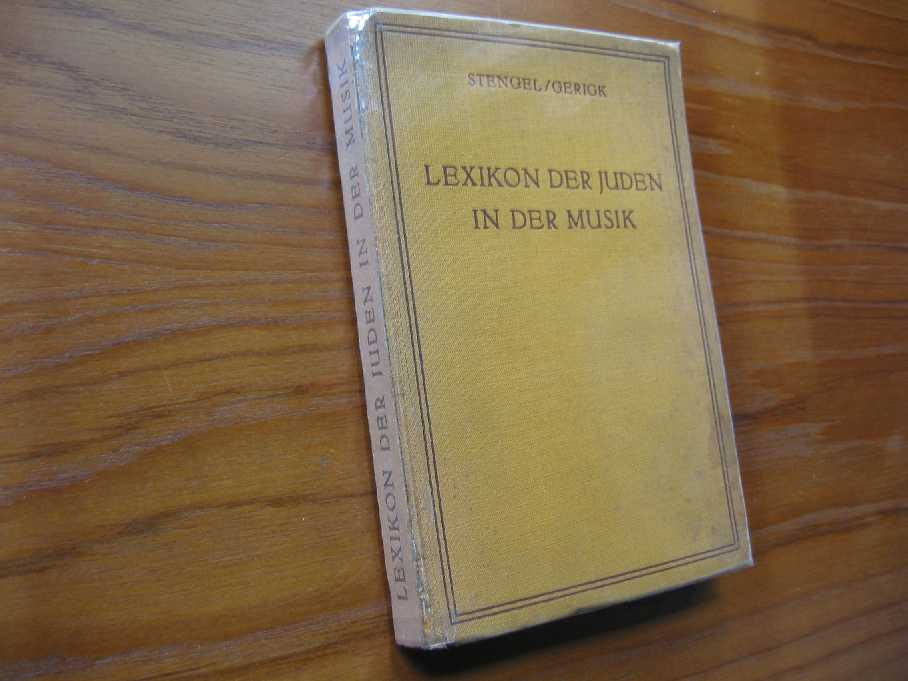 STENGEL/GERIGK
LEXIKON DER JUDEN
IN DER MUSIK
LEXIKON DER JUDEN IN DER MUSIK